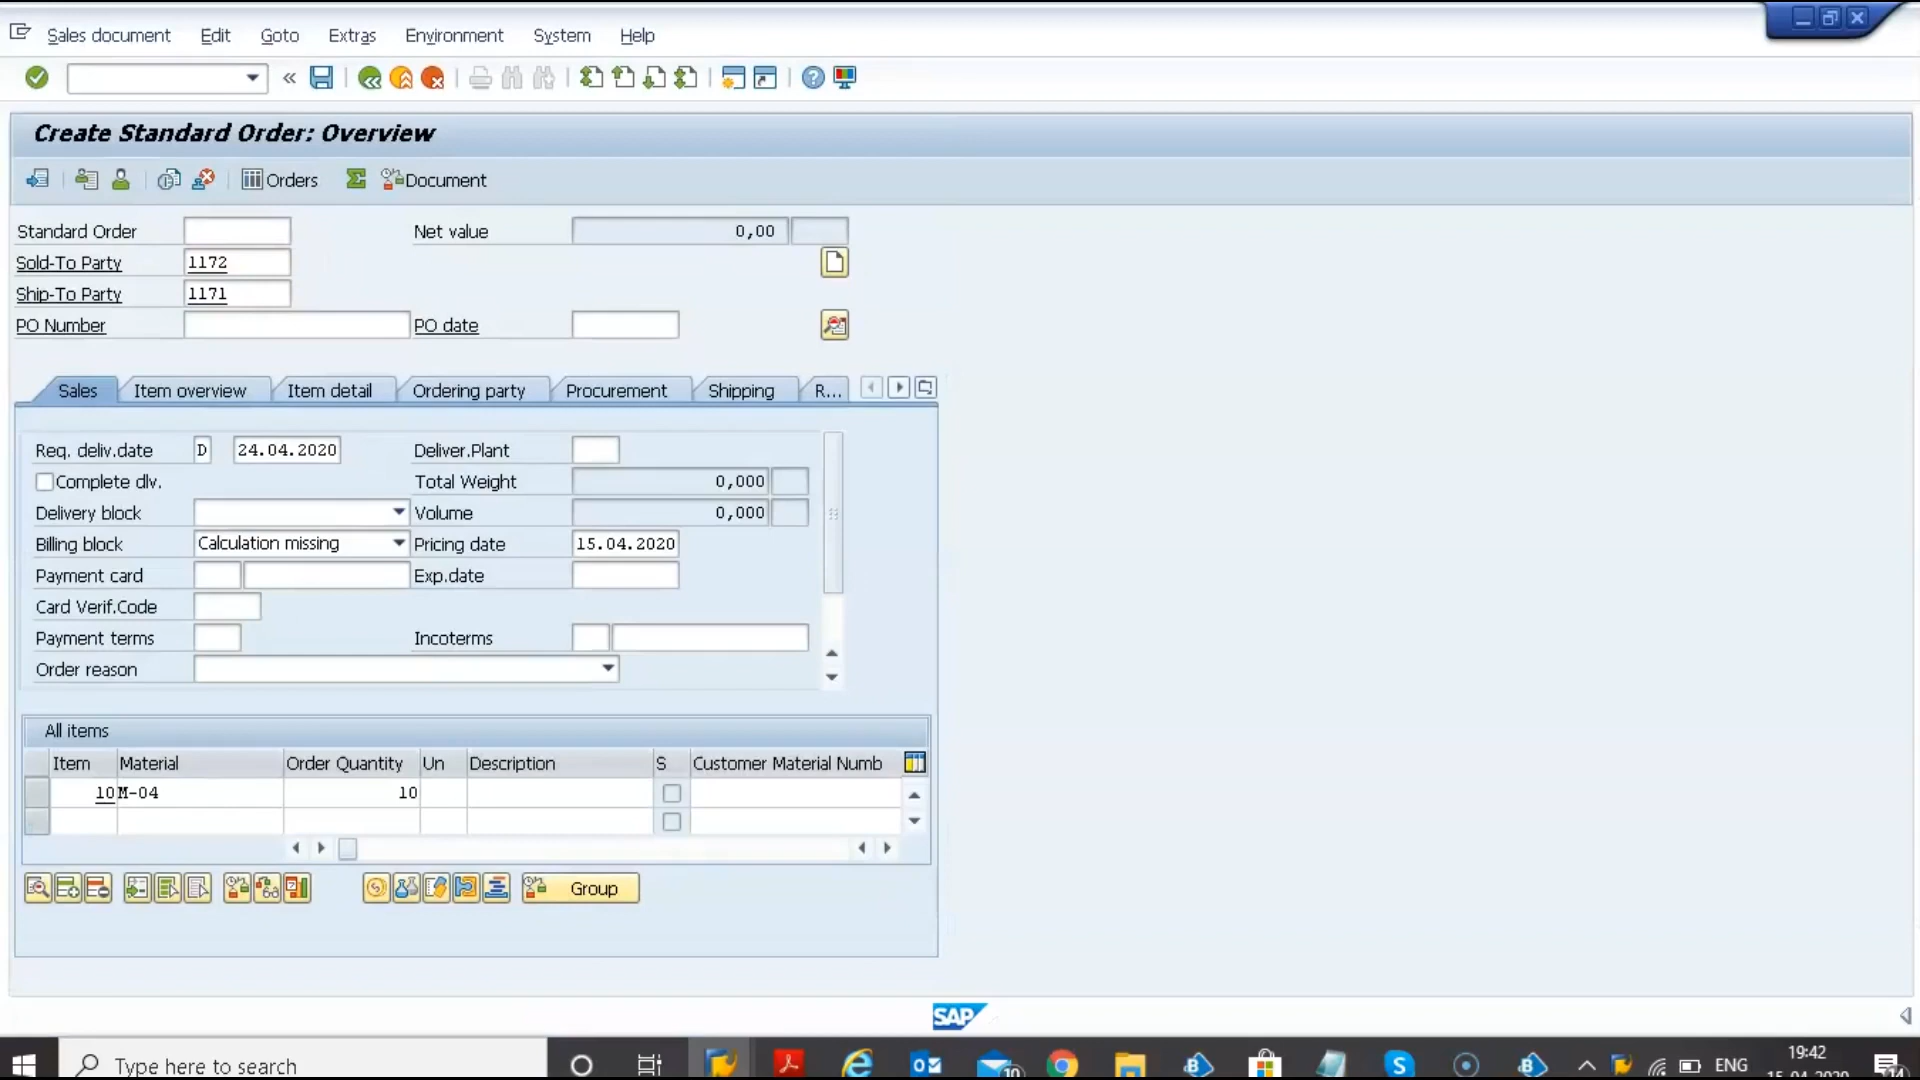 Sales document Edit Goto Extras Environment System Help
Create Standard Order: Overview
Orders Document
Standard Order Net value 0,00
Sold-To Party 1172
Ship-To Party 1171
PO Number PO date
Sales Item overview Item detail Ordering party Procurement Shipping R...
Req. deliv.date D 24.04.2020 Deliver.Plant
Complete dlv. Total Weight 0,000
Delivery block Volume 0,000
Billing block Calculation missing Pricing date 15.04.2020
Payment card Exp.date
Card Verif.Code
Payment terms Incoterms
Order reason
All items
Item Material Order Quantity Un Description S Customer Material Numb
10 M-04 10
Group
SAP
Type here to search 10 ENG 19:42
15.04.2020